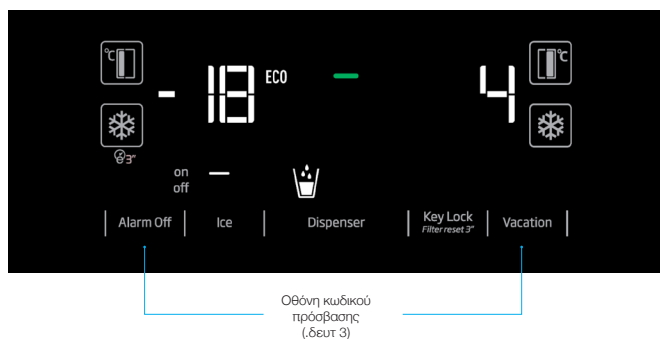 °C
°C
- 18 ECO
4
3"
on
off
Alarm Off
Ice
Dispenser
Key Lock
Filter reset 3"
Vacation
Οθόνη κωδικού
πρόσβασης
(.δευτ 3)